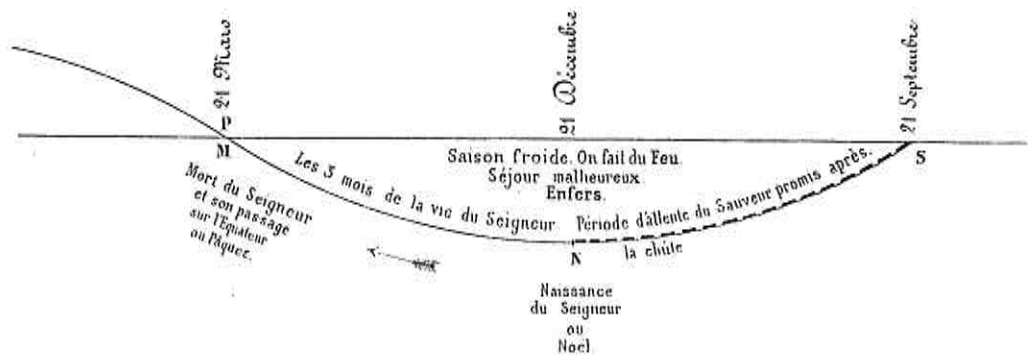 21 Mars
21 Décembre
21 Septembre
P
M
S
Saison froide. On fait du Feu.
Séjour malheureux.
Enfers.
Les 3 mois de la vie du Seigneur
Période d'attente du Sauveur promis après.
la chûte
Mort du Seigneur
et son passage
sur l'Equateur
ou Pâques.
N
Naissance
du Seigneur
ou
Noël